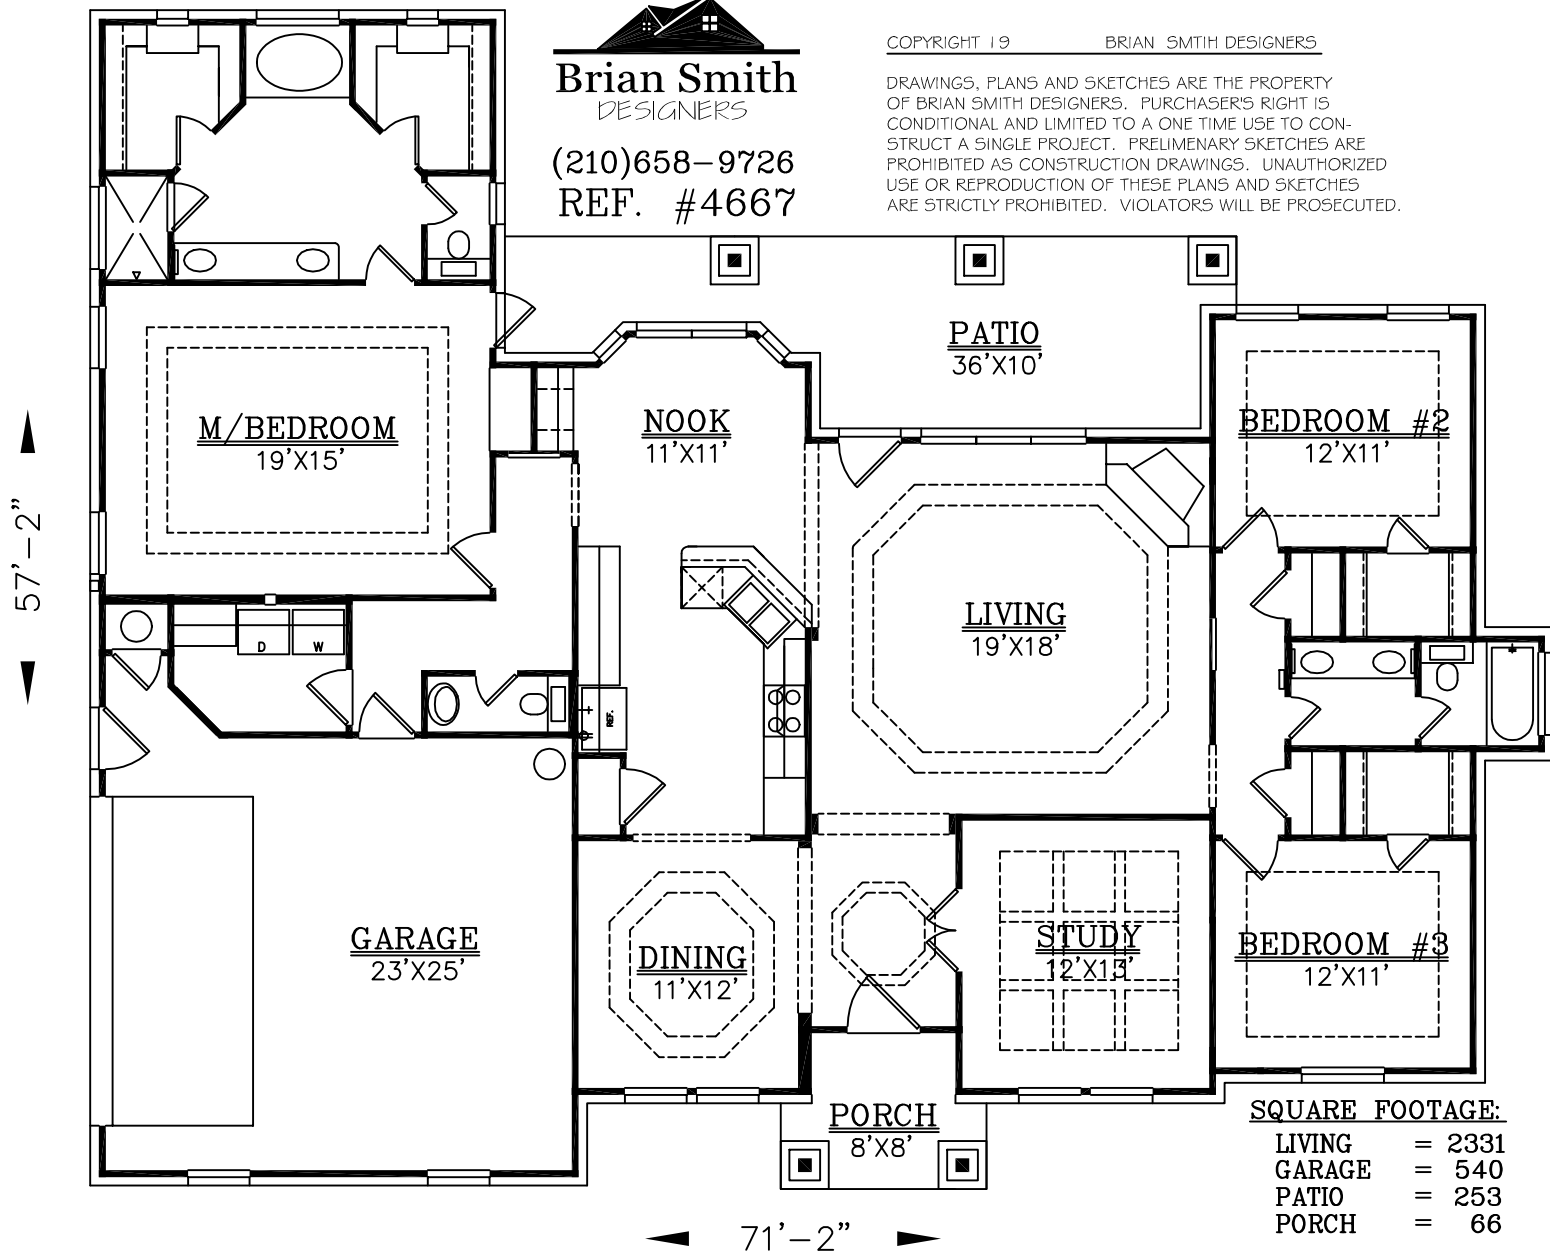 Brian Smith
DESIGNERS
(210)658-9726
REF. #4667
COPYRIGHT 19 BRIAN SMTIH DESIGNERS
DRAWINGS, PLANS AND SKETCHES ARE THE PROPERTY
OF BRIAN SMITH DESIGNERS. PURCHASER'S RIGHT IS
CONDITIONAL AND LIMITED TO A ONE TIME USE TO CON-
STRUCT A SINGLE PROJECT. PRELIMENARY SKETCHES ARE
PROHIBITED AS CONSTRUCTION DRAWINGS. UNAUTHORIZED
USE OR REPRODUCTION OF THESE PLANS AND SKETCHES
ARE STRICTLY PROHIBITED. VIOLATORS WILL BE PROSECUTED.
PATIO
36'X10'
M/BEDROOM
19'X15'
NOOK
11'X11'
BEDROOM #2
12'X11'
57'-2"
LIVING
19'X18'
D
W
REF.
GARAGE
23'X25'
DINING
11'X12'
STUDY
12'X13'
BEDROOM #3
12'X11'
PORCH
8'X8'
71'-2"
SQUARE FOOTAGE:
LIVING = 2331
GARAGE = 540
PATIO = 253
PORCH = 66